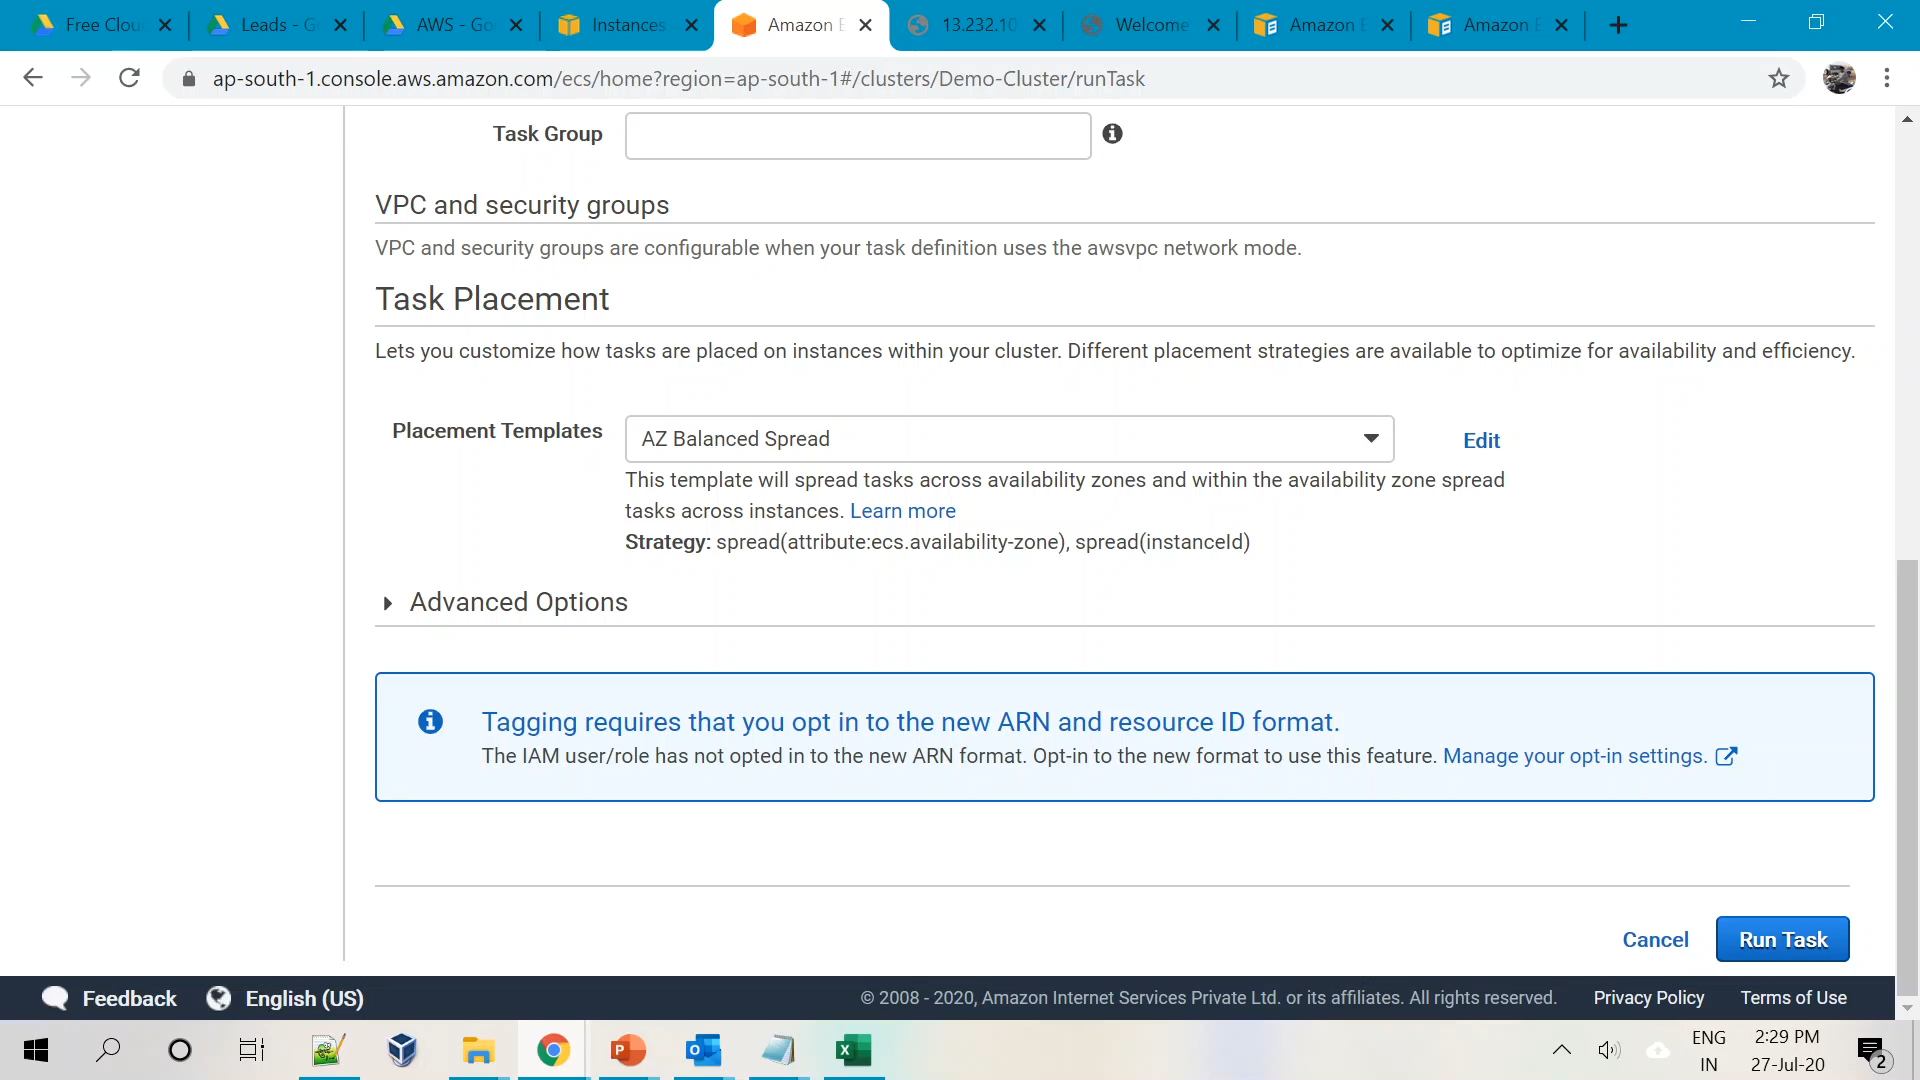 Free Clou
Leads - G
AWS - Go
Instances
Amazon E
13.232.10
Welcome
Amazon E
Amazon E
ap-south-1.console.aws.amazon.com/ecs/home?region=ap-south-1#/clusters/Demo-Cluster/runTask
Task Group
VPC and security groups
VPC and security groups are configurable when your task definition uses the awsvpc network mode.
Task Placement
Lets you customize how tasks are placed on instances within your cluster. Different placement strategies are available to optimize for availability and efficiency.
Placement Templates
AZ Balanced Spread
Edit
This template will spread tasks across availability zones and within the availability zone spread
tasks across instances. Learn more
Strategy: spread(attribute:ecs.availability-zone), spread(instanceId)
Advanced Options
Tagging requires that you opt in to the new ARN and resource ID format.
The IAM user/role has not opted in to the new ARN format. Opt-in to the new format to use this feature. Manage your opt-in settings.
Cancel
Run Task
Feedback
English (US)
© 2008 - 2020, Amazon Internet Services Private Ltd. or its affiliates. All rights reserved.
Privacy Policy
Terms of Use
ENG
IN
2:29 PM
27-Jul-20
2